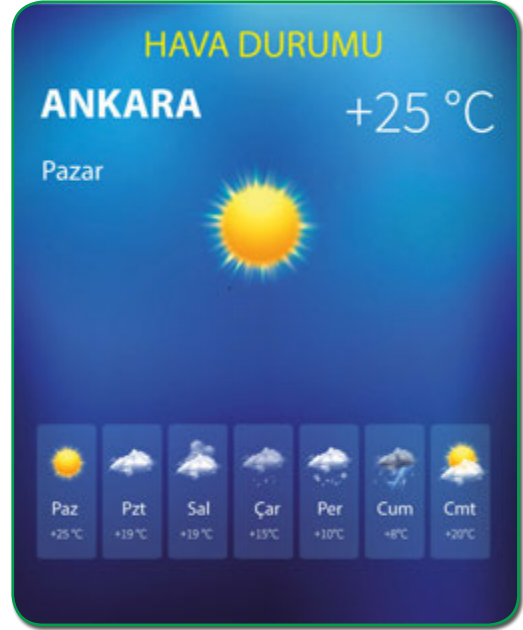 HAVA DURUMU
ANKARA +25 °C
Pazar
Paz Pzt Sal Çar Per Cum Cmt
+25 °C +19 °C +19 °C +15°C +10°C +8°C +20°C